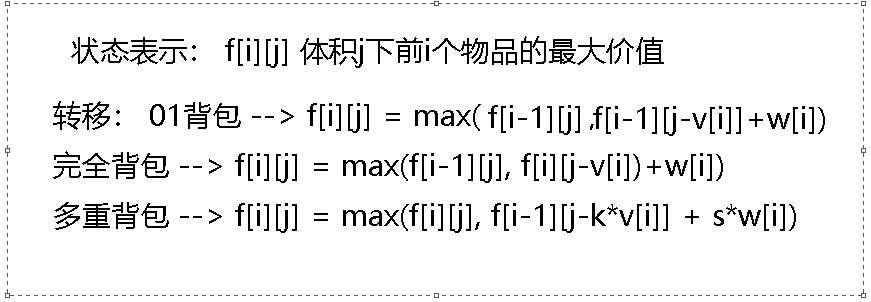 状态表示： f[i][j] 体积j下前i个物品的最大价值
转移： 01背包 --> f[i][j] = max( f[i-1][j] ,f[i-1][j-v[i]]+w[i])
完全背包 --> f[i][j] = max(f[i-1][j], f[i][j-v[i])+w[i])
多重背包 --> f[i][j] = max(f[i][j], f[i-1][j-k*v[i]] + s*w[i])